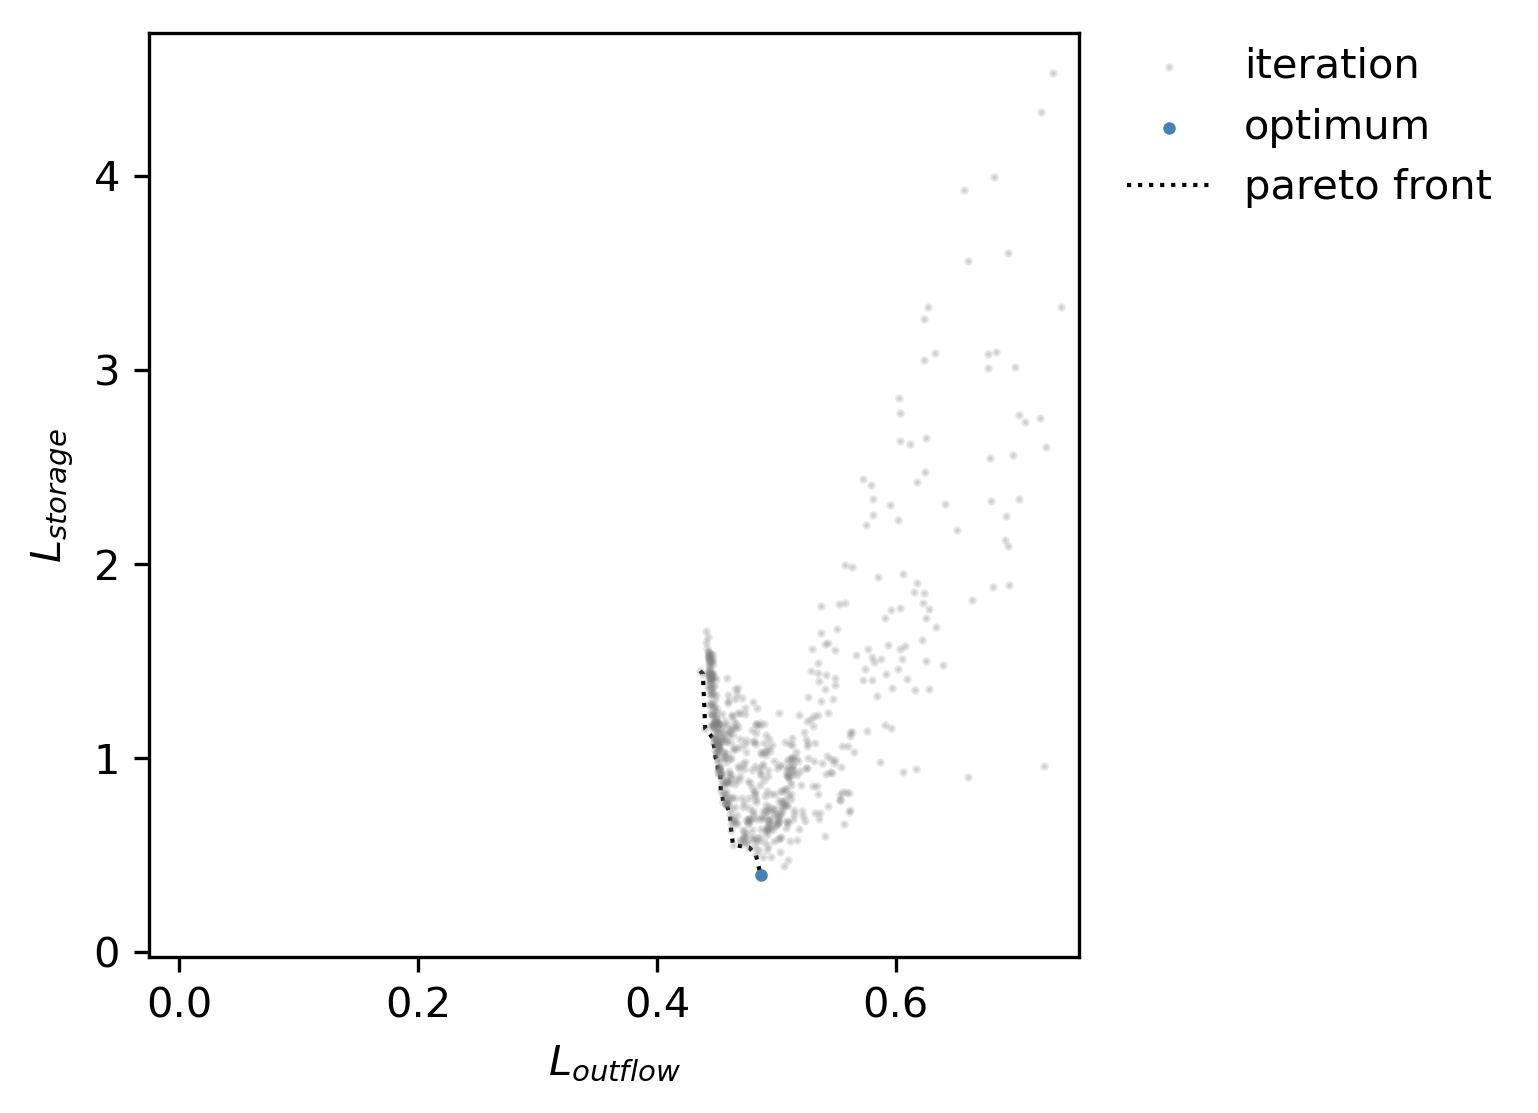 iteration
optimum
pareto front
4
3
2
1
0
L_storage
0.0 0.2 0.4 0.6
L_outflow